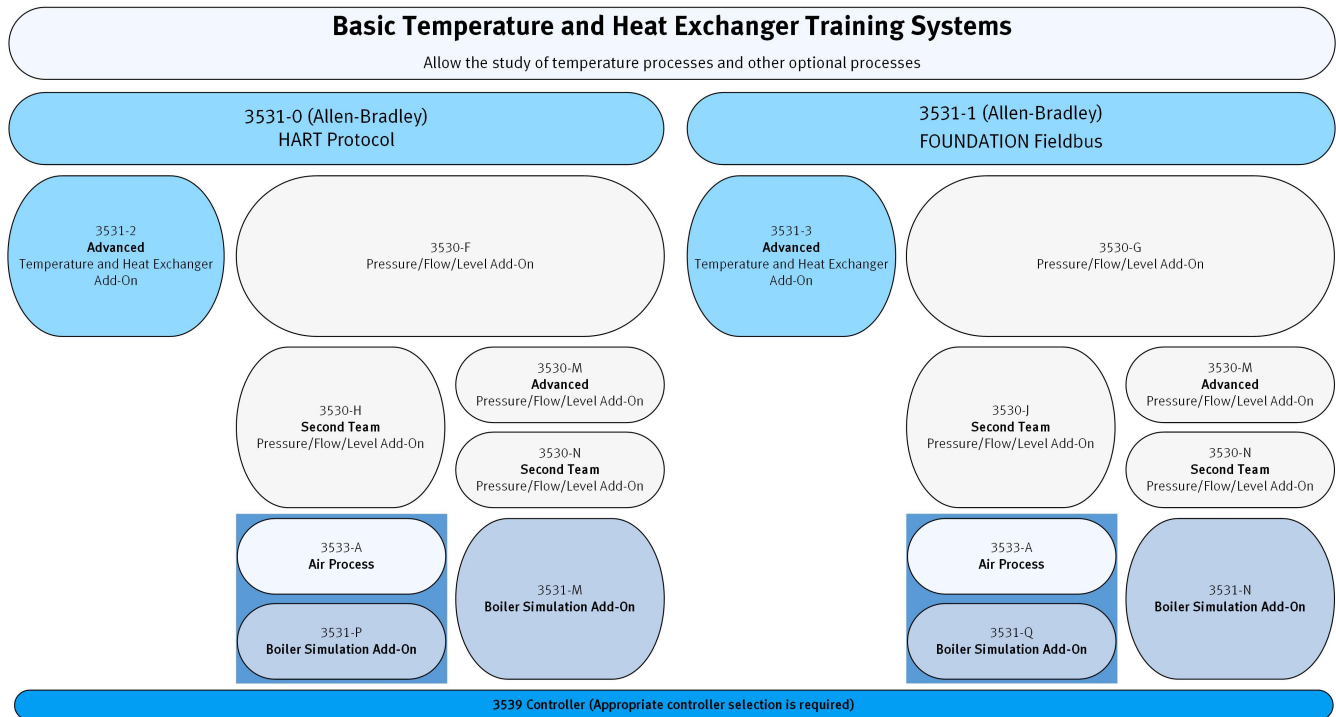 Basic Temperature and Heat Exchanger Training Systems
Allow the study of temperature processes and other optional processes
3531-0 (Allen-Bradley)
HART Protocol
3531-1 (Allen-Bradley)
FOUNDATION Fieldbus
3531-2
Advanced
Temperature and Heat Exchanger
Add-On
3530-F
Pressure/Flow/Level Add-On
3531-3
Advanced
Temperature and Heat Exchanger
Add-On
3530-G
Pressure/Flow/Level Add-On
3530-H
Second Team
Pressure/Flow/Level Add-On
3530-M
Advanced
Pressure/Flow/Level Add-On
3530-N
Second Team
Pressure/Flow/Level Add-On
3530-J
Second Team
Pressure/Flow/Level Add-On
3530-M
Advanced
Pressure/Flow/Level Add-On
3530-N
Second Team
Pressure/Flow/Level Add-On
3533-A
Air Process
3531-P
Boiler Simulation Add-On
3531-M
Boiler Simulation Add-On
3533-A
Air Process
3531-Q
Boiler Simulation Add-On
3531-N
Boiler Simulation Add-On
3539 Controller (Appropriate controller selection is required)